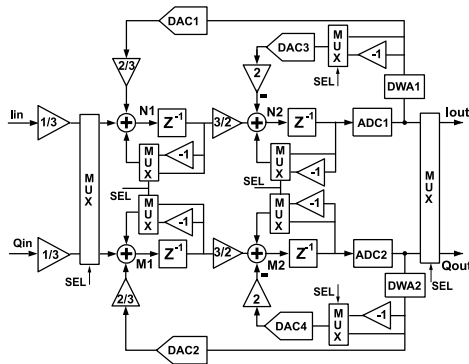 DAC1
2/3
DAC3
2
MUX
-1
SEL
DWA1
Iin
1/3
MUX
N1
Z⁻¹
3/2
N2
Z⁻¹
ADC1
Iout
MUX
-1
MUX
-1
SEL
SEL
MUX
-1
MUX
-1
Qin
1/3
SEL
M1
Z⁻¹
3/2
M2
Z⁻¹
ADC2
MUX
Qout
SEL
2/3
2
SEL
DWA2
MUX
-1
DAC4
DAC2